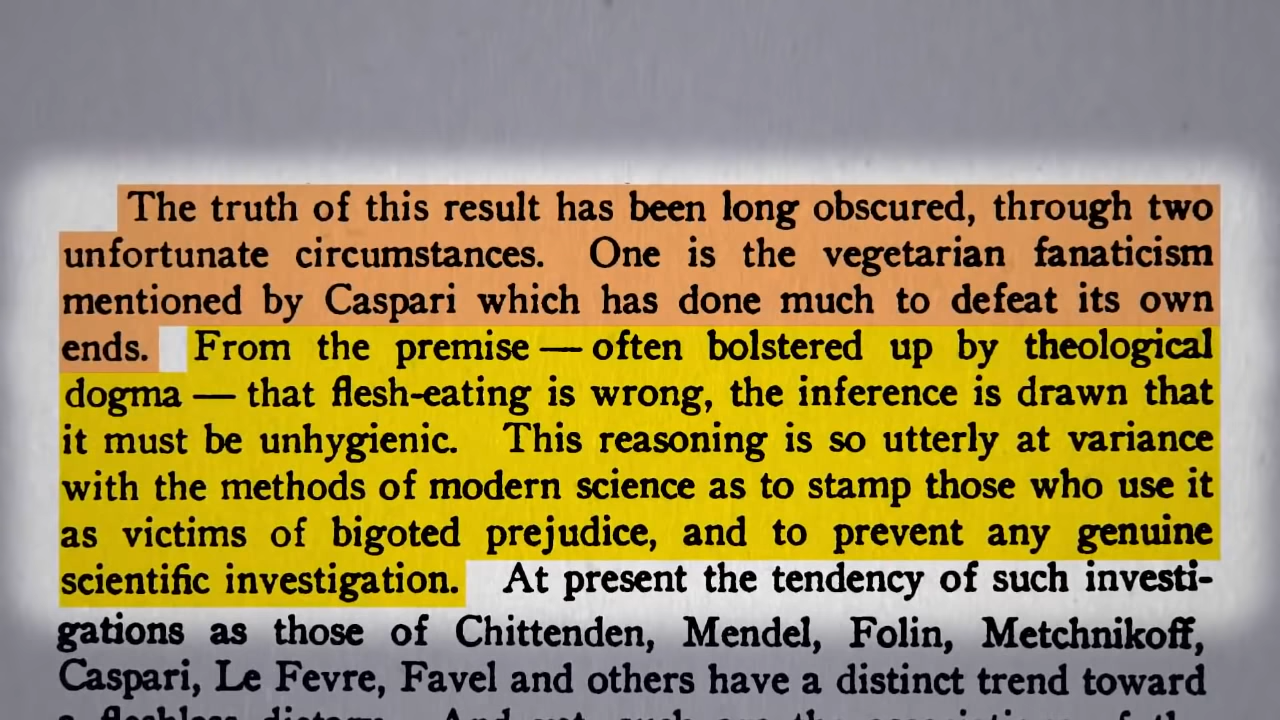 The truth of this result has been long obscured, through two
unfortunate circumstances. One is the vegetarian fanaticism
mentioned by Caspari which has done much to defeat its own
ends. From the premise — often bolstered up by theological
dogma — that flesh-eating is wrong, the inference is drawn that
it must be unhygienic. This reasoning is so utterly at variance
with the methods of modern science as to stamp those who use it
as victims of bigoted prejudice, and to prevent any genuine
scientific investigation. At present the tendency of such investi-
gations as those of Chittenden, Mendel, Folin, Metchnikoff,
Caspari, Le Fevre, Favel and others have a distinct trend toward